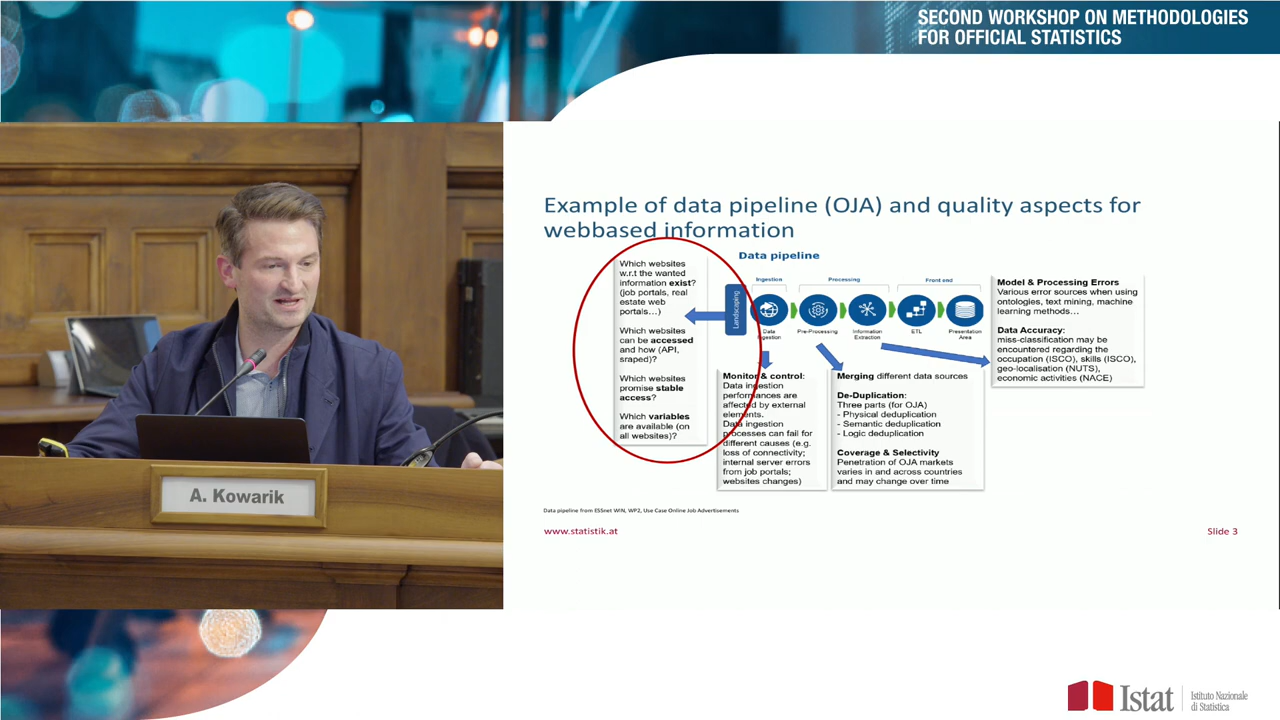 SECOND WORKSHOP ON METHODOLOGIES
FOR OFFICIAL STATISTICS
A. Kowarik
Example of data pipeline (OJA) and quality aspects for
webbased information
Data pipeline
Which websites
w.r.t the wanted
information exist?
(job portals, real
estate web
portals…)
Which websites
can be accessed
and how (API,
sraped)?
Which websites
promise stable
access?
Which variables
are available (on
all websites)?
Landscaping
Ingestion
Processing
Front end
Data
Ingestion
Pre-Processing
Information
Extraction
ETL
Presentation
Area
Monitor & control:
Data ingestion
performances are
affected by external
elements.
Data ingestion
processes can fail for
different causes (e.g.
loss of connectivity;
internal server errors
from job portals;
websites changes)
Merging different data sources
De-Duplication:
Three parts (for OJA)
- Physical deduplication
- Semantic deduplication
- Logic deduplication
Coverage & Selectivity
Penetration of OJA markets
varies in and across countries
and may change over time
Model & Processing Errors
Various error sources when using
ontologies, text mining, machine
learning methods…
Data Accuracy:
miss-classification may be
encountered regarding the
occupation (ISCO), skills (ISCO),
geo-localisation (NUTS),
economic activities (NACE)
Data pipeline from ESSnet WIN, WP2, Use Case Online Job Advertisements
www.statistik.at
Slide 3
Istat
Istituto Nazionale
di Statistica